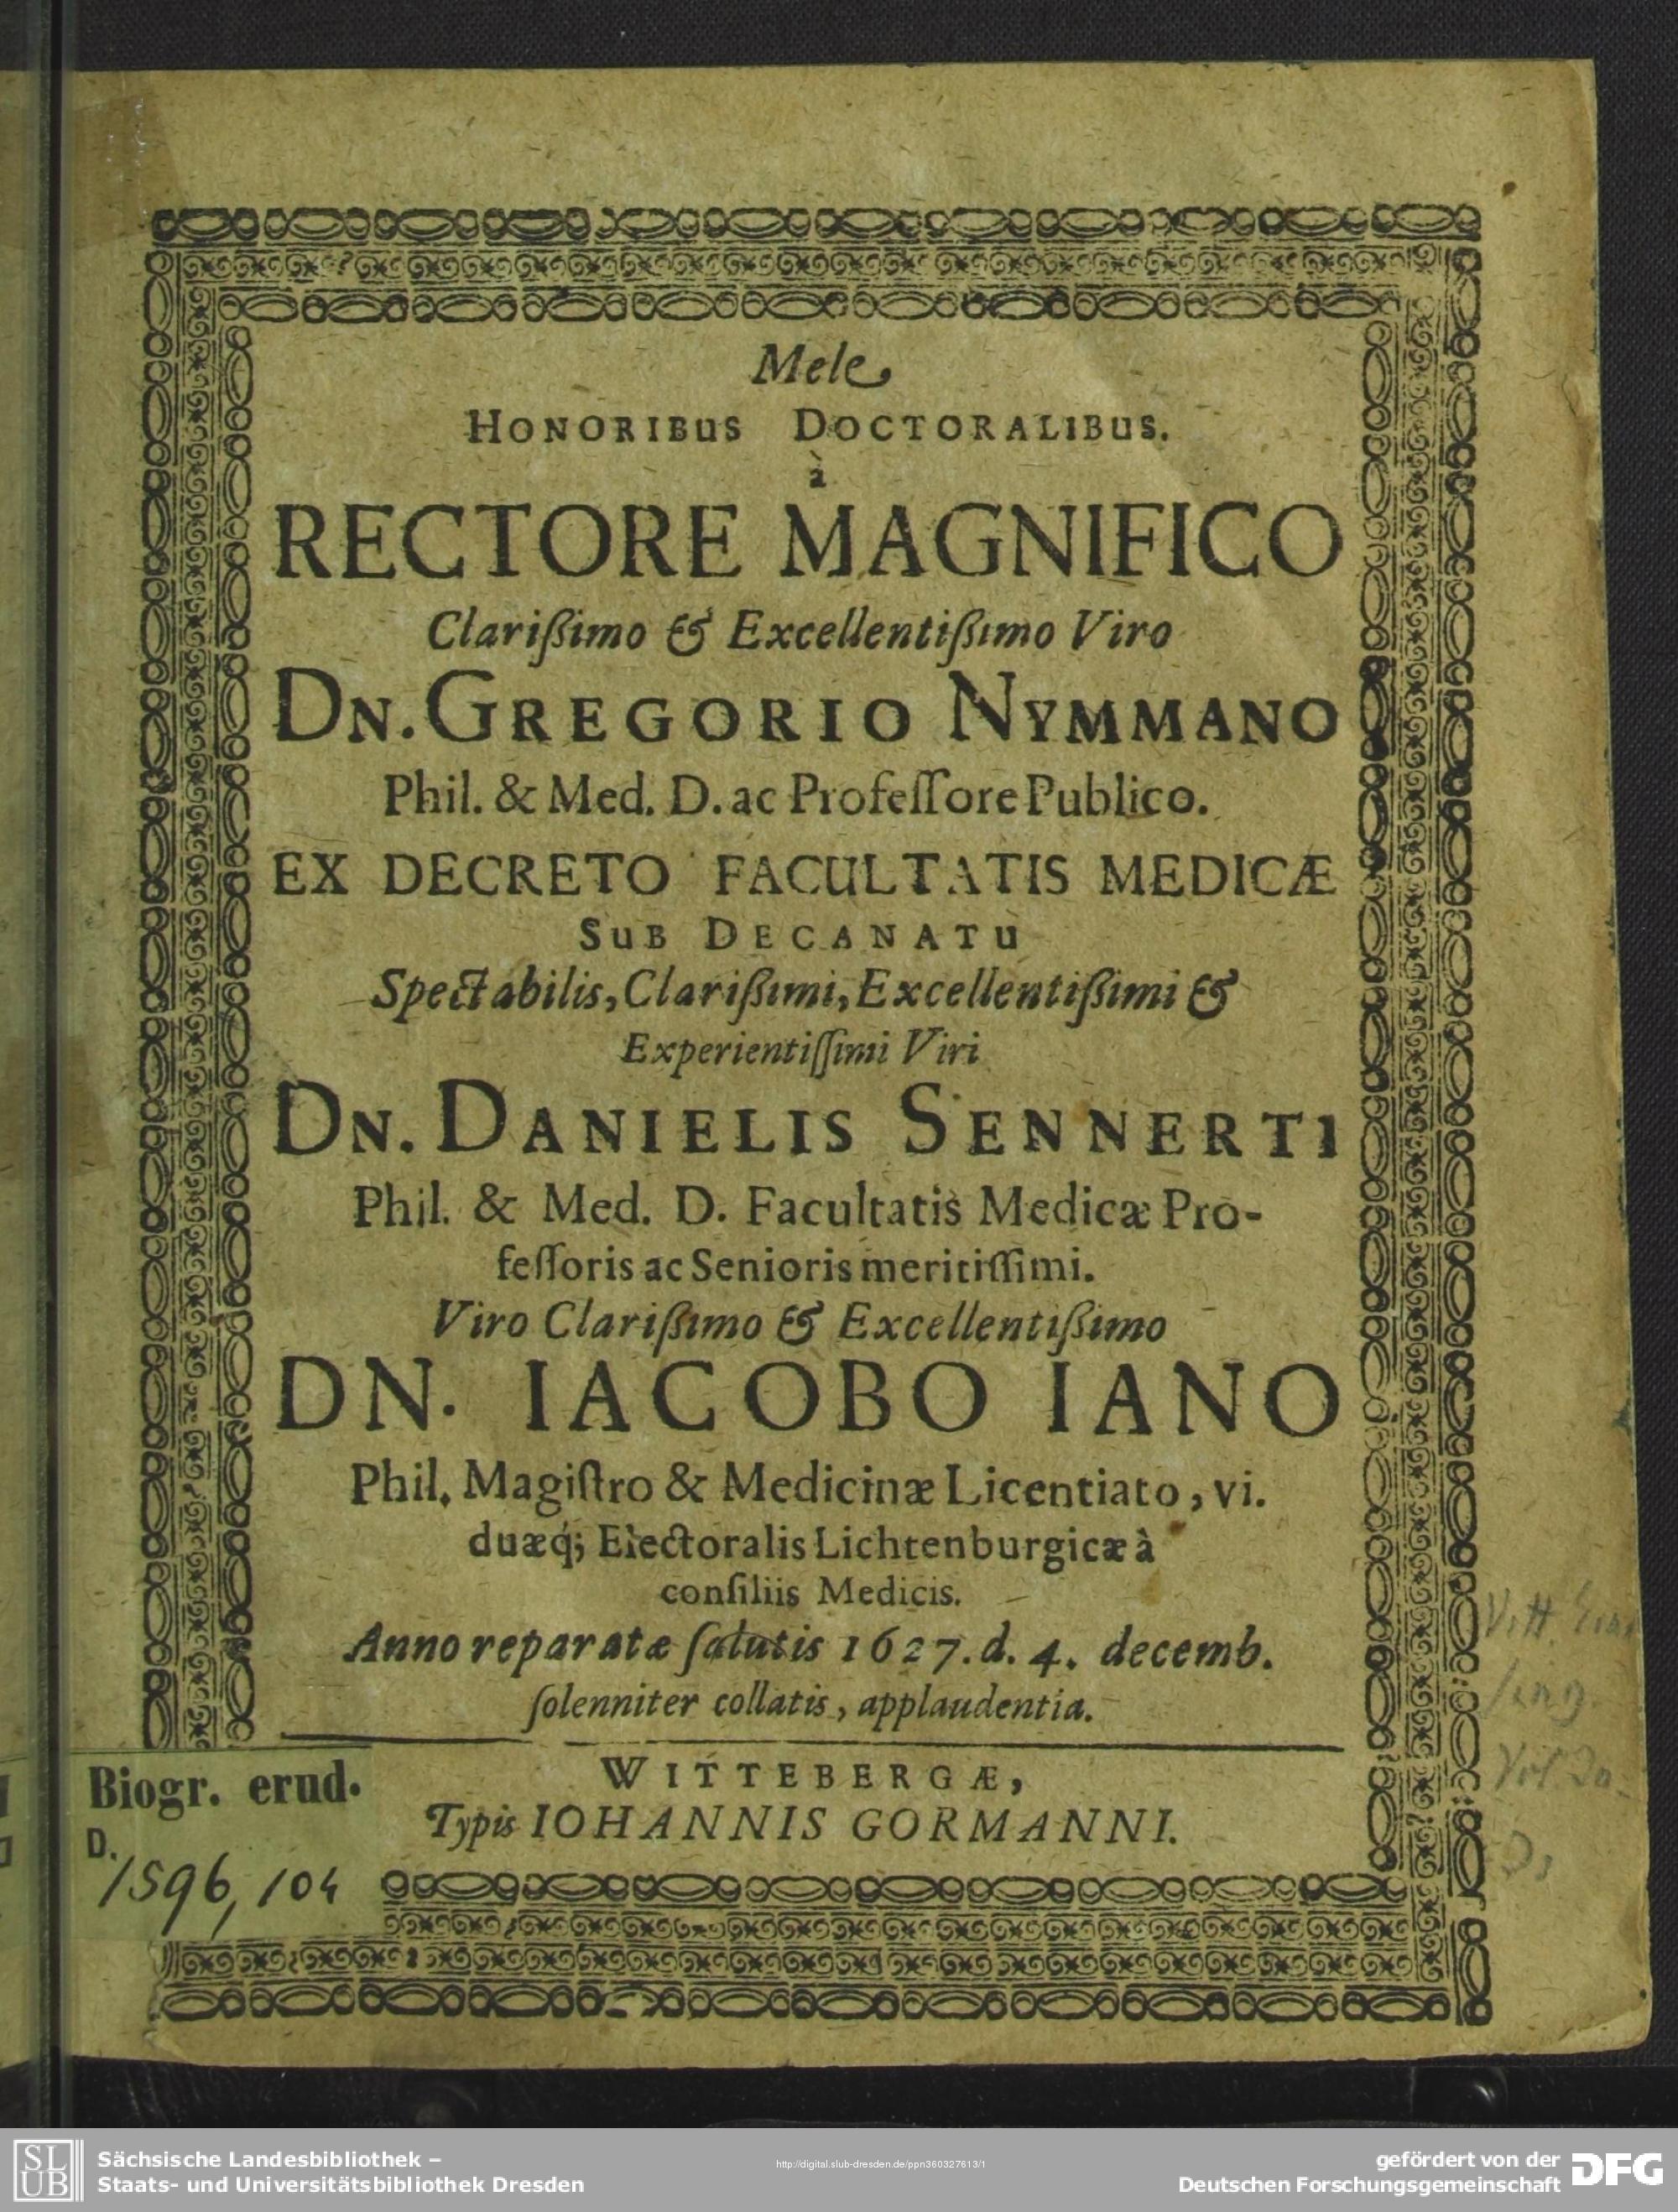 Mele
HONORIBUS DOCTORALIBUS.
à
RECTORE MAGNIFICO
Clarißimo & Excellentißimo Viro
DN. GREGORIO NYMMANO
Phil. & Med. D. ac Profeſſore Publico.
EX DECRETO FACULTATIS MEDICÆ
SUB DECANATU
Spectabilis, Clarißimi, Excellentißimi &
Experientiſſimi Viri
DN. DANIELIS SENNERTI
Phil. & Med. D. Facultatis Medicæ Pro-
feſſoris ac Senioris meritiſſimi.
Viro Clarißimo & Excellentißimo
DN. IACOBO IANO
Phil. Magiſtro & Medicinæ Licentiato, vi.
duæq́; Electoralis Lichtenburgicæ à
conſiliis Medicis.
Anno reparatæ ſalutis 1627. d. 4. decemb.
ſolenniter collatis, applaudentia.
WITTEBERGÆ,
Typis IOHANNIS GORMANNI.
Biogr. erud.
D.
1596, 104
SLUB
Sächsische Landesbibliothek –
Staats- und Universitätsbibliothek Dresden
http://digital.slub-dresden.de/ppn360327613/1
gefördert von der
Deutschen Forschungsgemeinschaft
DFG